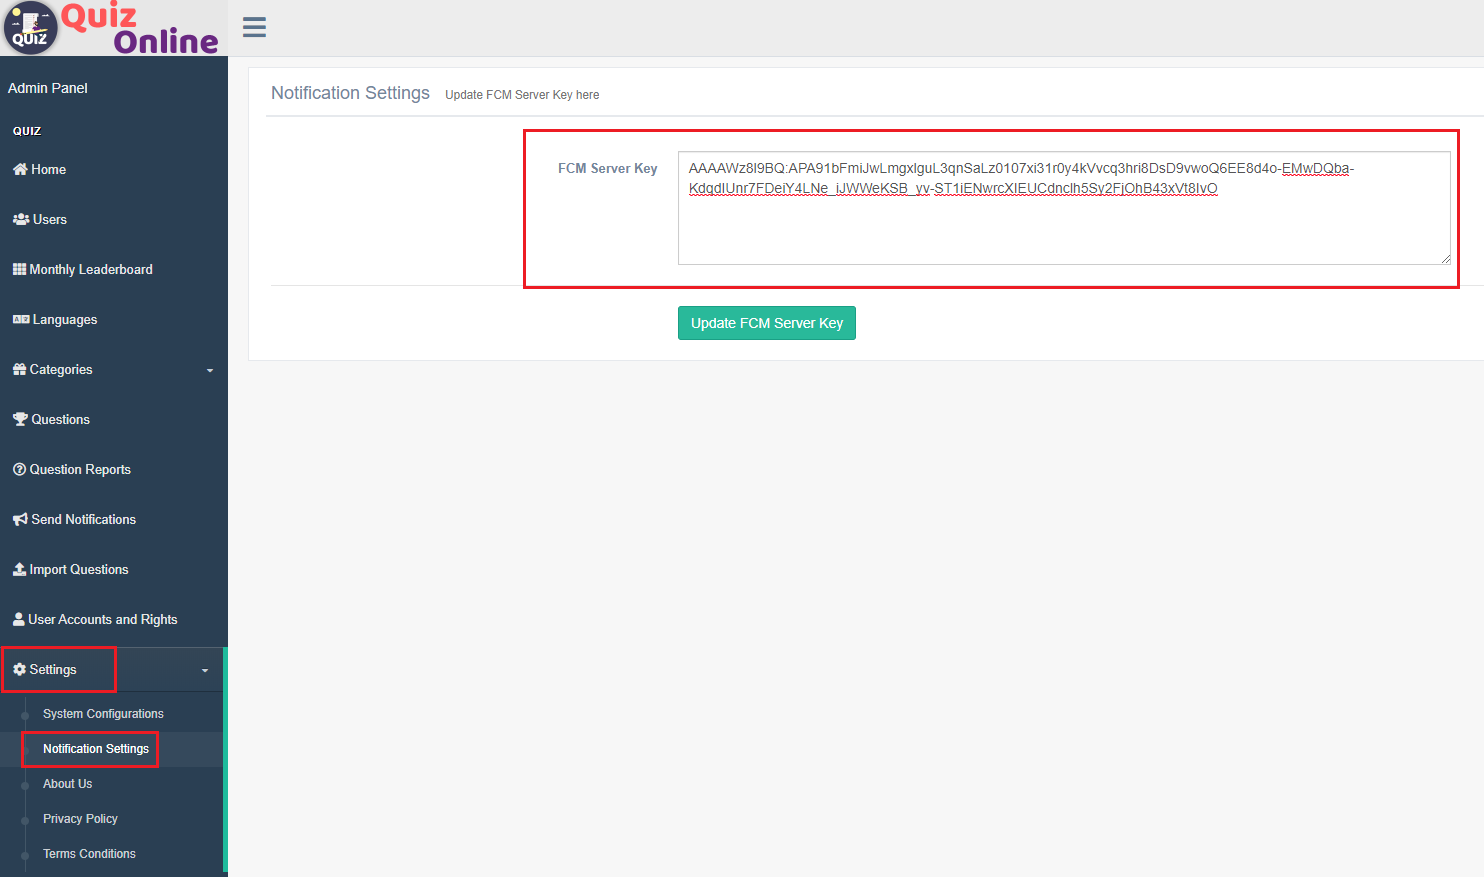 QUIZ
Quiz
Online
Admin Panel
QUIZ
Home
Users
Monthly Leaderboard
Languages
Categories
Questions
Question Reports
Send Notifications
Import Questions
User Accounts and Rights
Settings
System Configurations
Notification Settings
About Us
Privacy Policy
Terms Conditions
Notification Settings Update FCM Server Key here
FCM Server Key
AAAAWz8I9BQ:APA91bFmiJwLmgxIguL3qnSaLz0107xi31r0y4kVvcq3hri8DsD9vwoQ6EE8d4o-EMwDQba-
KdqdIUnr7FDeiY4LNe_iJWWeKSB_yv-ST1iENwrcXIEUCdnclh5Sy2FjOhB43xVt8IvO
Update FCM Server Key